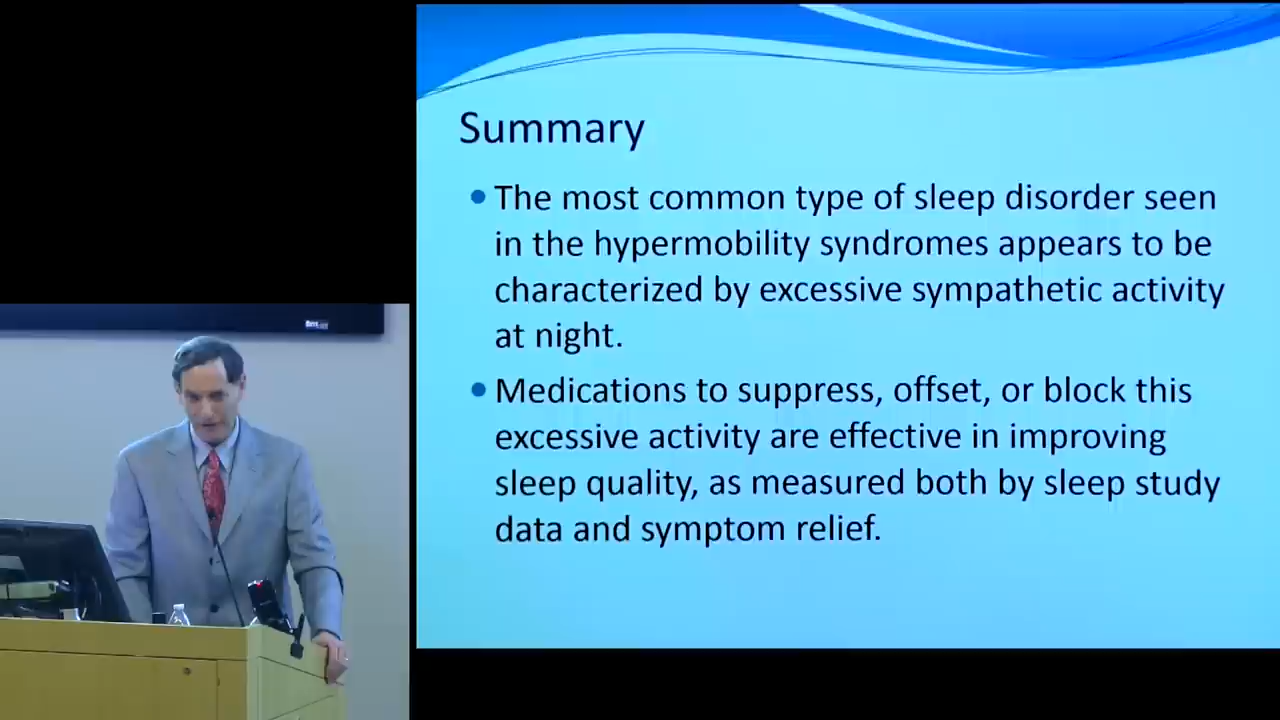 Summary
• The most common type of sleep disorder seen
in the hypermobility syndromes appears to be
characterized by excessive sympathetic activity
at night.
• Medications to suppress, offset, or block this
excessive activity are effective in improving
sleep quality, as measured both by sleep study
data and symptom relief.